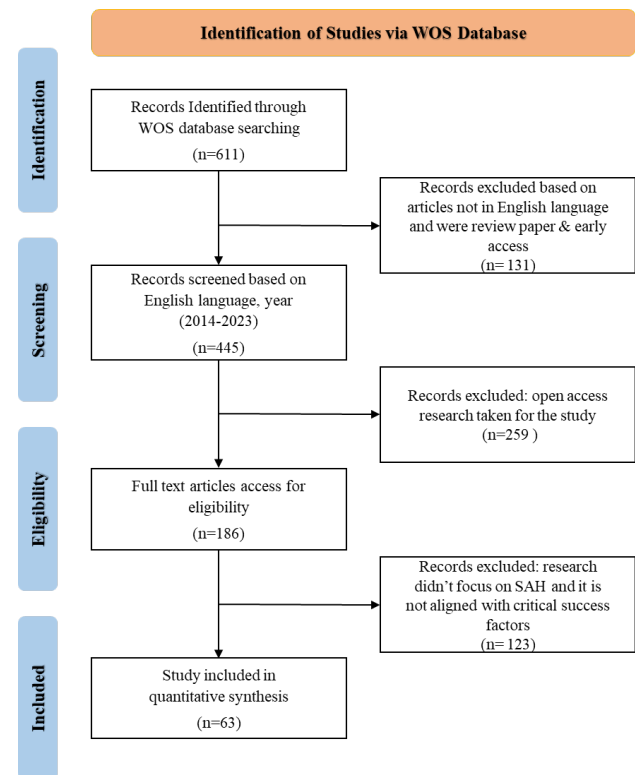 Identification of Studies via WOS Database
Identification
Records Identified through
WOS database searching
(n=611)
Records excluded based on
articles not in English language
and were review paper & early
access
(n= 131)
Screening
Records screened based on
English language, year
(2014-2023)
(n=445)
Records excluded: open access
research taken for the study
(n=259 )
Eligibility
Full text articles access for
eligibility
(n=186)
Records excluded: research
didn’t focus on SAH and it is
not aligned with critical success
factors
(n= 123)
Included
Study included in
quantitative synthesis
(n=63)